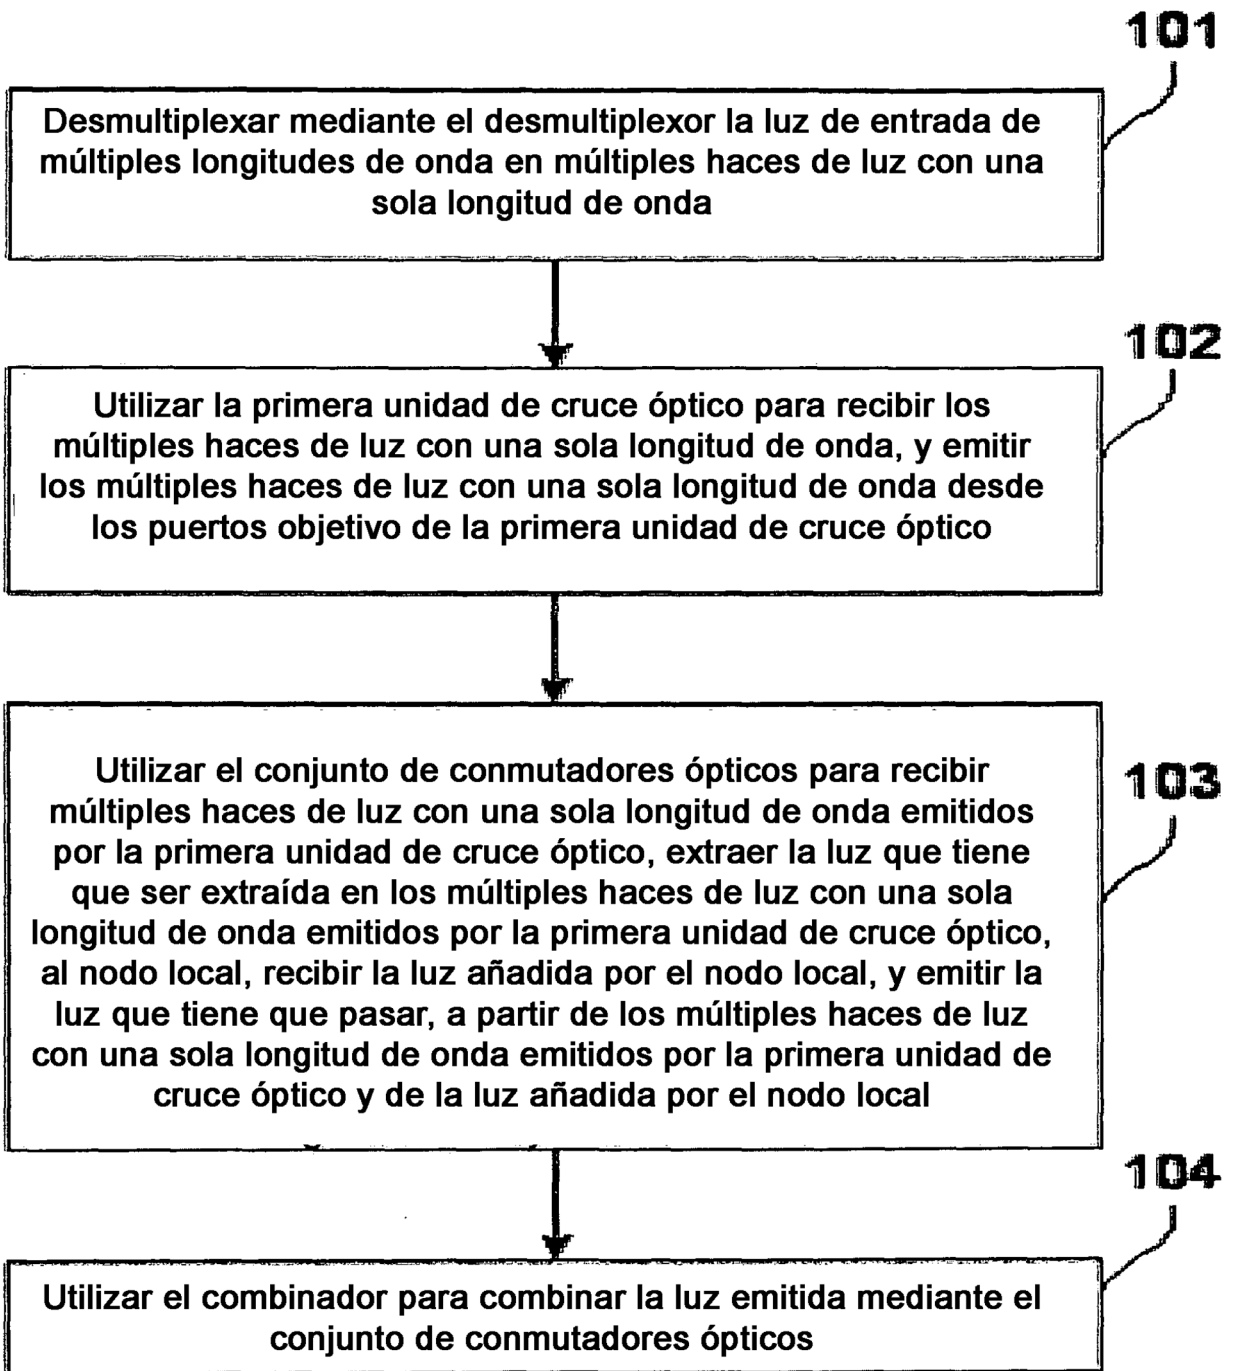 101
Desmultiplexar mediante el desmultiplexor la luz de entrada de
múltiples longitudes de onda en múltiples haces de luz con una
sola longitud de onda
102
Utilizar la primera unidad de cruce óptico para recibir los
múltiples haces de luz con una sola longitud de onda, y emitir
los múltiples haces de luz con una sola longitud de onda desde
los puertos objetivo de la primera unidad de cruce óptico
103
Utilizar el conjunto de conmutadores ópticos para recibir
múltiples haces de luz con una sola longitud de onda emitidos
por la primera unidad de cruce óptico, extraer la luz que tiene
que ser extraída en los múltiples haces de luz con una sola
longitud de onda emitidos por la primera unidad de cruce óptico,
al nodo local, recibir la luz añadida por el nodo local, y emitir la
luz que tiene que pasar, a partir de los múltiples haces de luz
con una sola longitud de onda emitidos por la primera unidad de
cruce óptico y de la luz añadida por el nodo local
104
Utilizar el combinador para combinar la luz emitida mediante el
conjunto de conmutadores ópticos